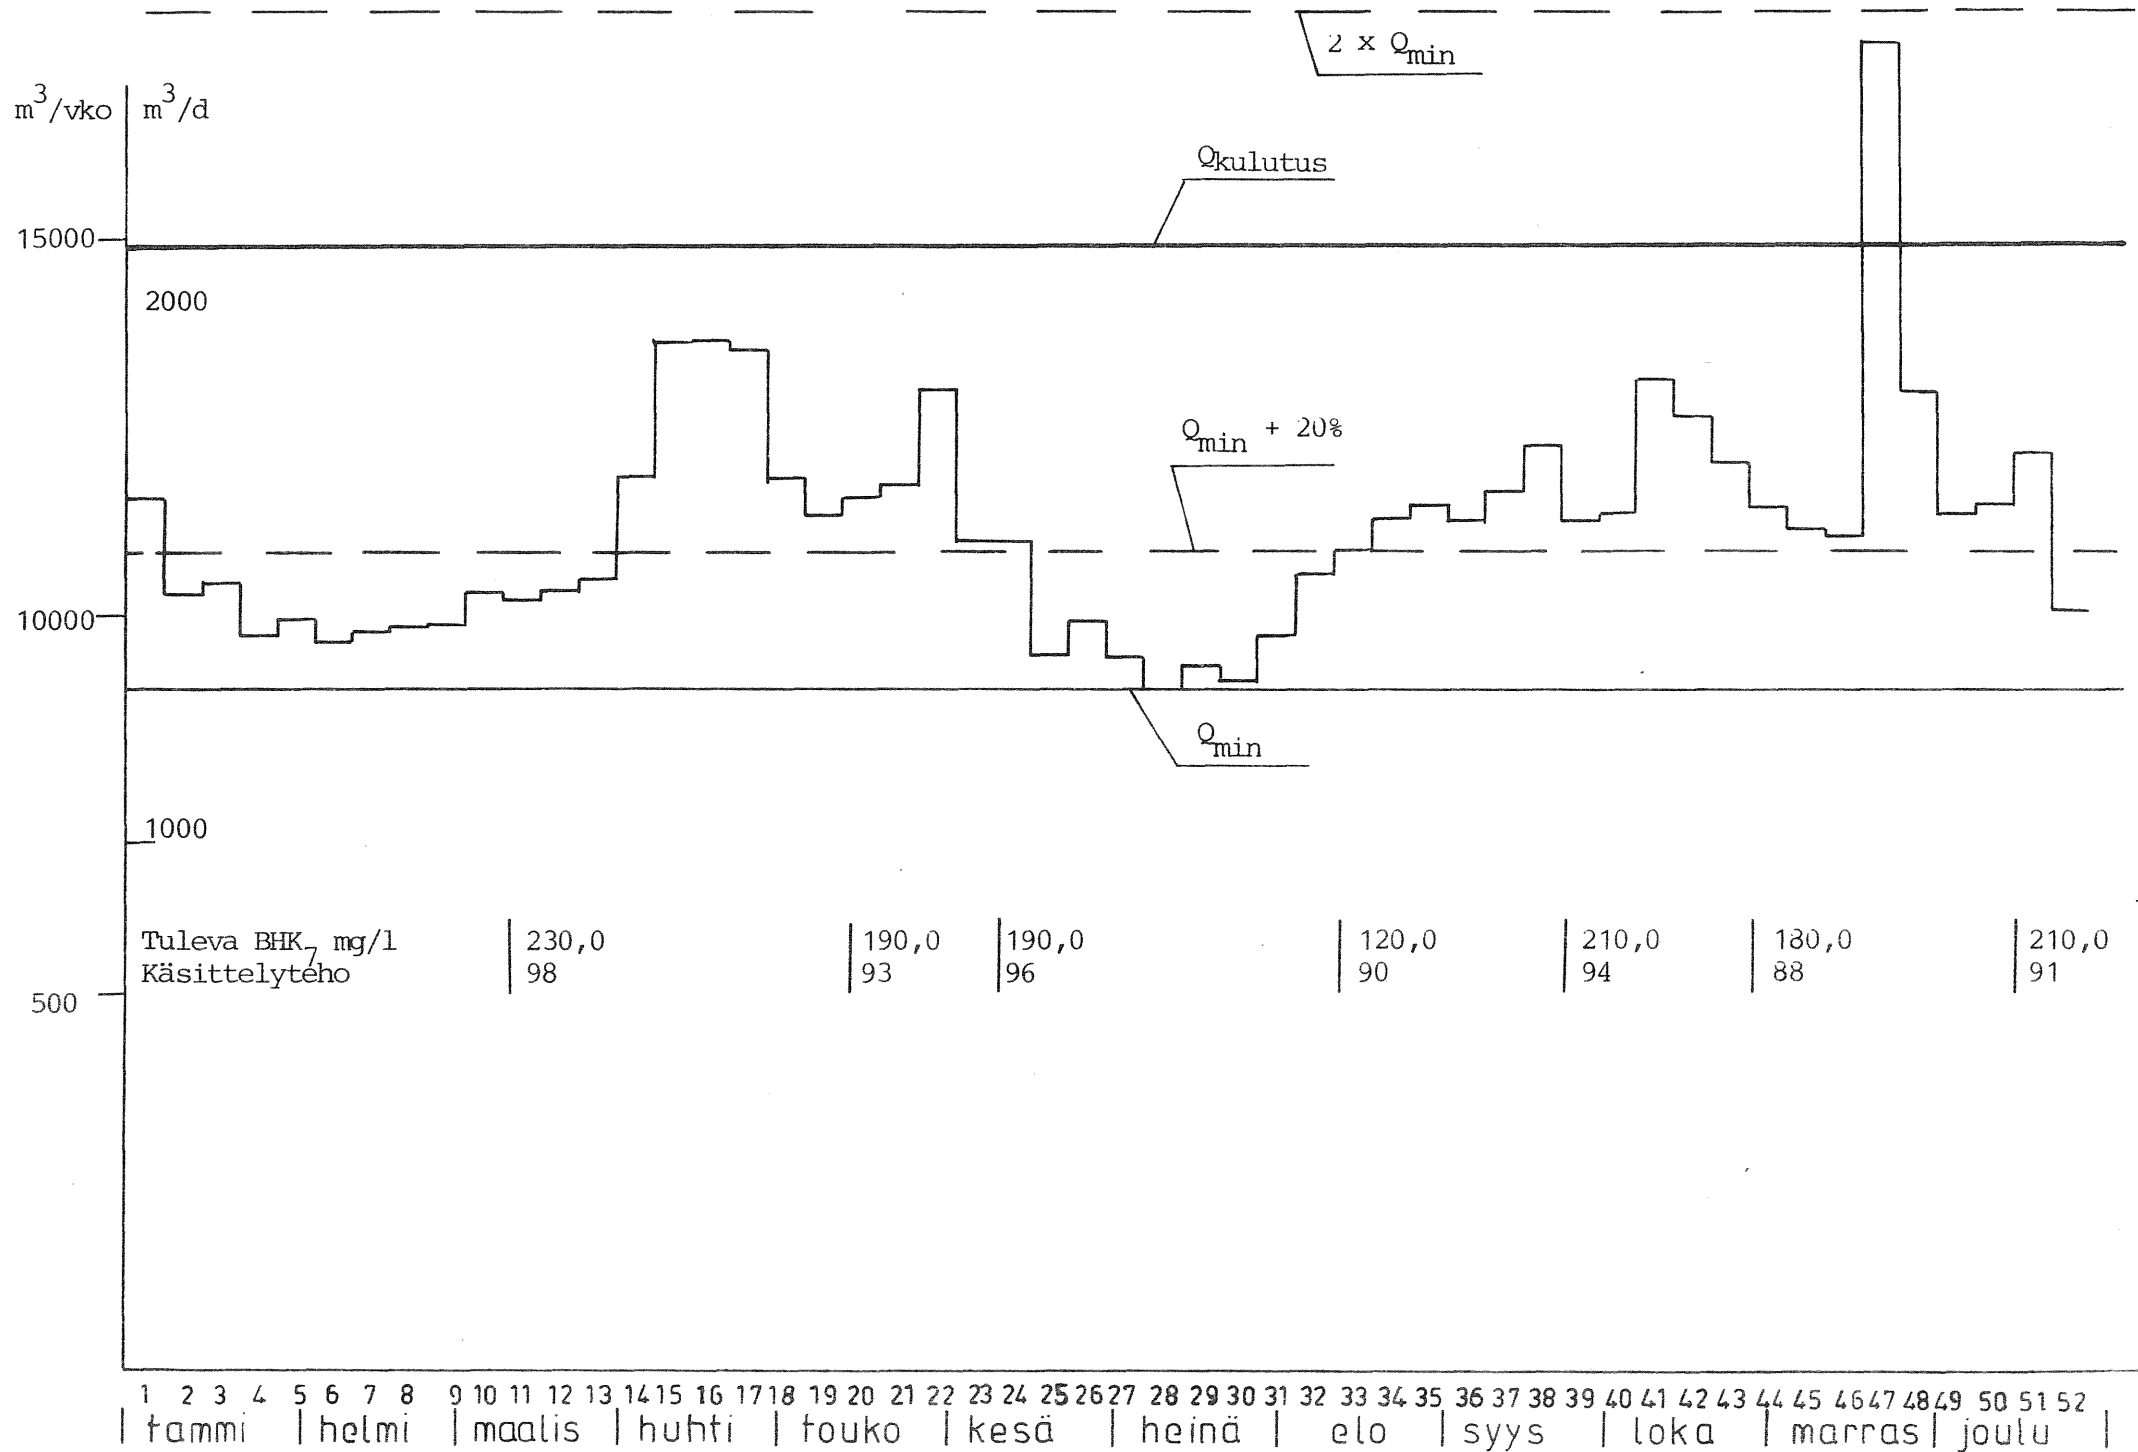 2 x Qmin
m³/vko m³/d
Qkulutus
15000
2000
Qmin + 20%
10000
Qmin
1000
Tuleva BHK7 mg/l 230,0 190,0 190,0 120,0 210,0 180,0 210,0
Käsittelyteho 98 93 96 90 94 88 91
500
1 2 3 4 5 6 7 8 9 10 11 12 13 14 15 16 17 18 19 20 21 22 23 24 25 26 27 28 29 30 31 32 33 34 35 36 37 38 39 40 41 42 43 44 45 46 47 48 49 50 51 52
tammi helmi maalis huhti touko kesä heinä elo syys loka marras joulu